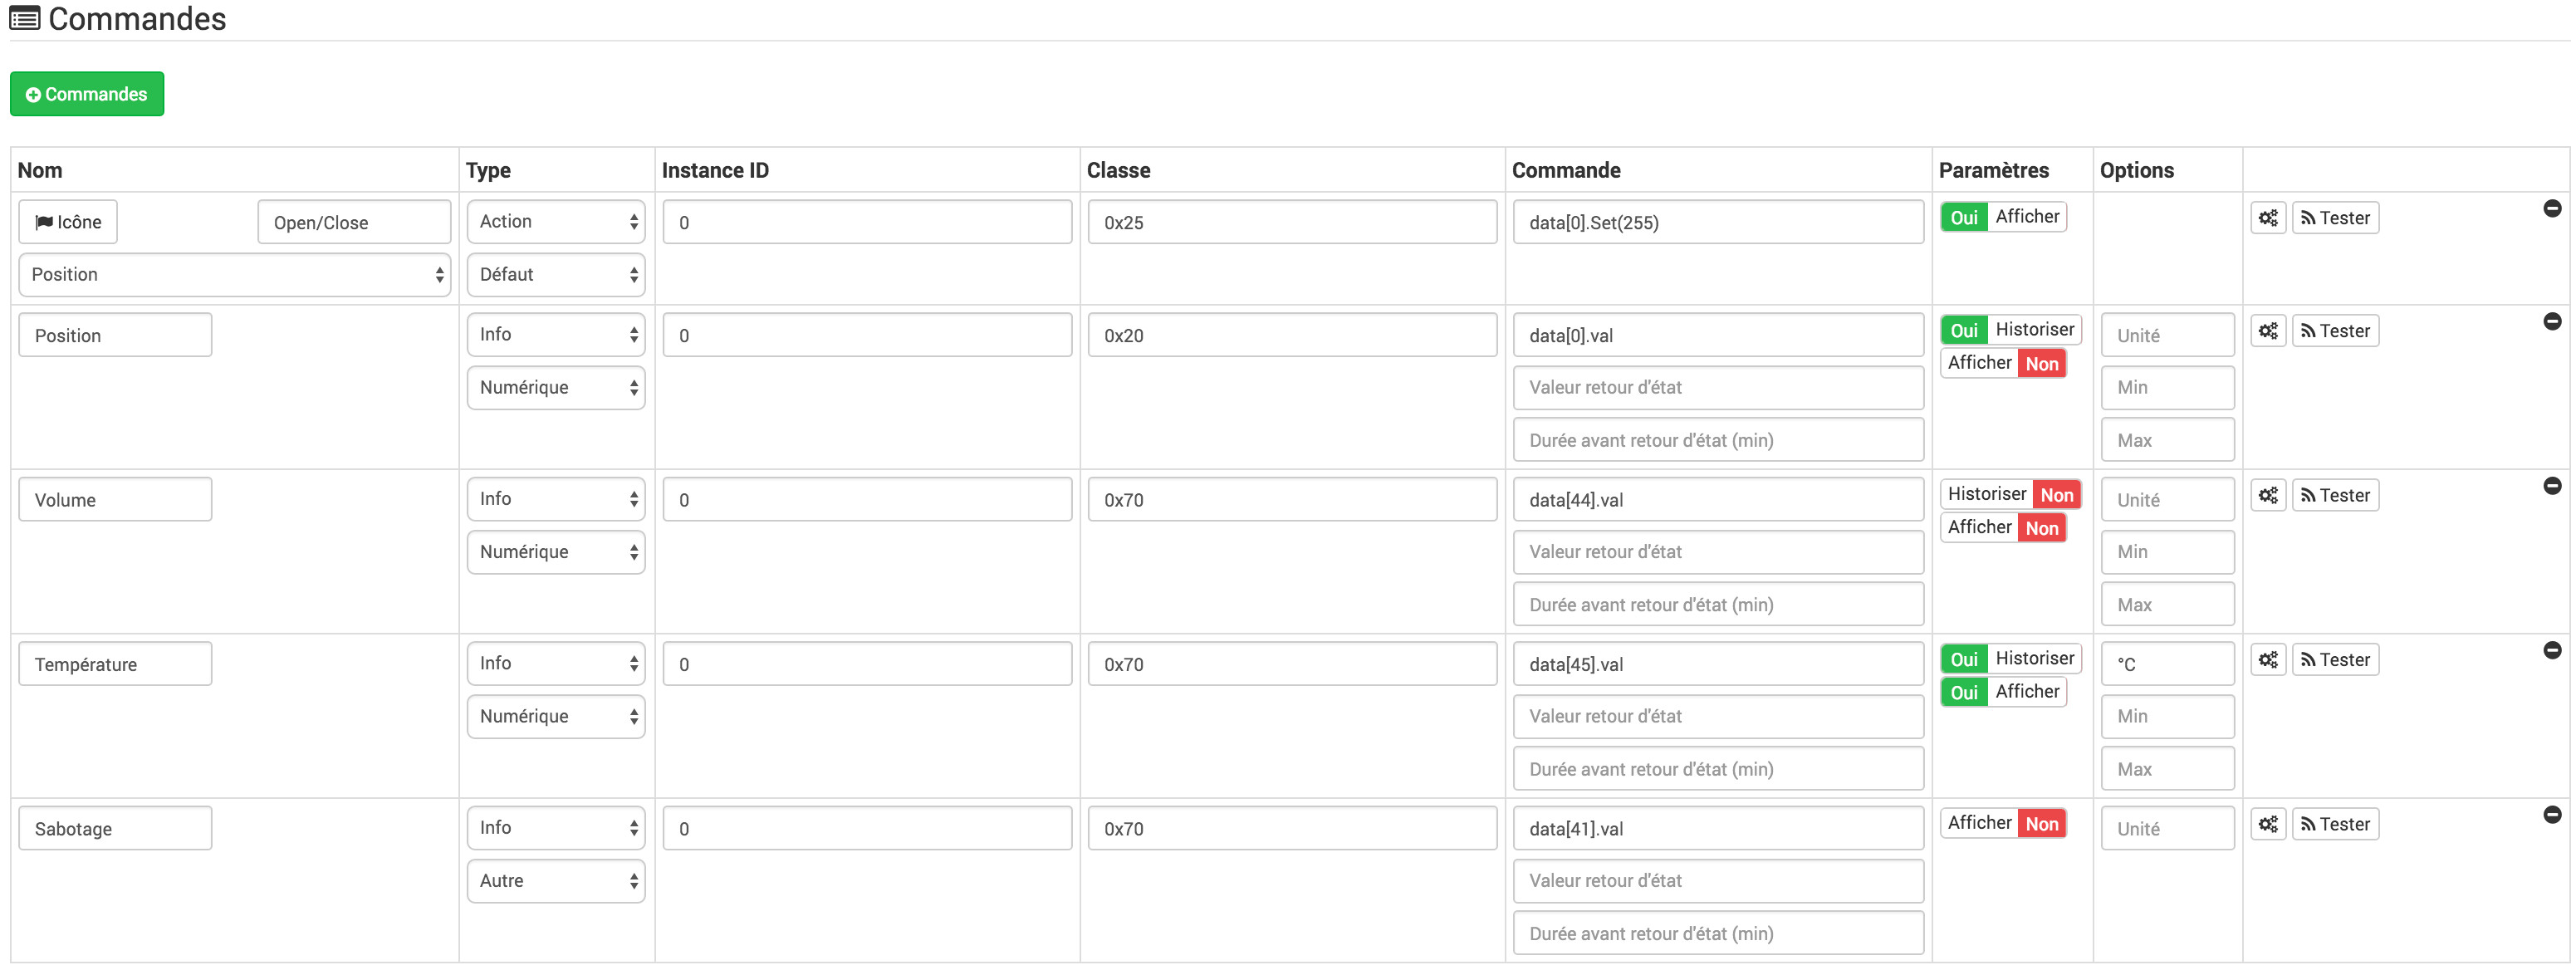 Commandes
Commandes
Nom Type Instance ID Classe Commande Paramètres Options
Icône Open/Close Action 0 0x25 data[0].Set(255) Oui Afficher Tester
Position Défaut
Position Info 0 0x20 data[0].val Oui Historiser Unité Tester
Afficher Non
Numérique Valeur retour d'état Min
Durée avant retour d'état (min) Max
Volume Info 0 0x70 data[44].val Historiser Non Unité Tester
Afficher Non
Numérique Valeur retour d'état Min
Durée avant retour d'état (min) Max
Température Info 0 0x70 data[45].val Oui Historiser °C Tester
Oui Afficher
Numérique Valeur retour d'état Min
Durée avant retour d'état (min) Max
Sabotage Info 0 0x70 data[41].val Afficher Non Unité Tester
Autre Valeur retour d'état
Durée avant retour d'état (min)